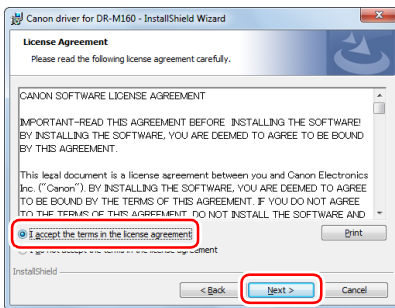 Canon driver for DR-M160 - InstallShield Wizard
License Agreement
Please read the following license agreement carefully.
CANON SOFTWARE LICENSE AGREEMENT
IMPORTANT-READ THIS AGREEMENT BEFORE INSTALLING THE SOFTWARE!
BY INSTALLING THE SOFTWARE, YOU ARE DEEMED TO AGREE TO BE BOUND
BY THIS AGREEMENT.
This legal document is a license agreement between you and Canon Electronics
Inc. ("Canon"). BY INSTALLING THE SOFTWARE, YOU ARE DEEMED TO AGREE
TO BE BOUND BY THE TERMS OF THIS AGREEMENT. IF YOU DO NOT AGREE
TO THE TERMS OF THIS AGREEMENT, DO NOT INSTALL THE SOFTWARE AND
I accept the terms in the license agreement
Print
I do not accept the terms in the license agreement
InstallShield
< Back
Next >
Cancel